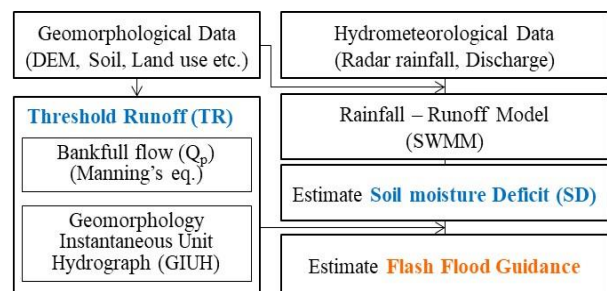 Geomorphological Data
(DEM, Soil, Land use etc.)
Threshold Runoff (TR)
Bankfull flow (Qp)
(Manning's eq.)
Geomorphology
Instantaneous Unit
Hydrograph (GIUH)
Hydrometeorological Data
(Radar rainfall, Discharge)
Rainfall – Runoff Model
(SWMM)
Estimate Soil moisture Deficit (SD)
Estimate Flash Flood Guidance